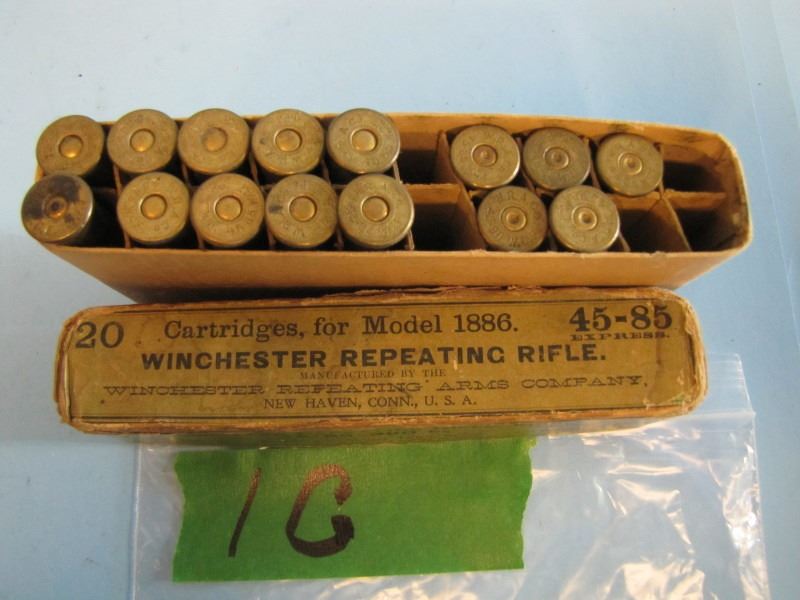 20 Cartridges, for Model 1886. 45-85
EXPRESS.
WINCHESTER REPEATING RIFLE.
MANUFACTURED BY THE
WINCHESTER REPEATING ARMS COMPANY,
NEW HAVEN, CONN., U. S. A.
1G